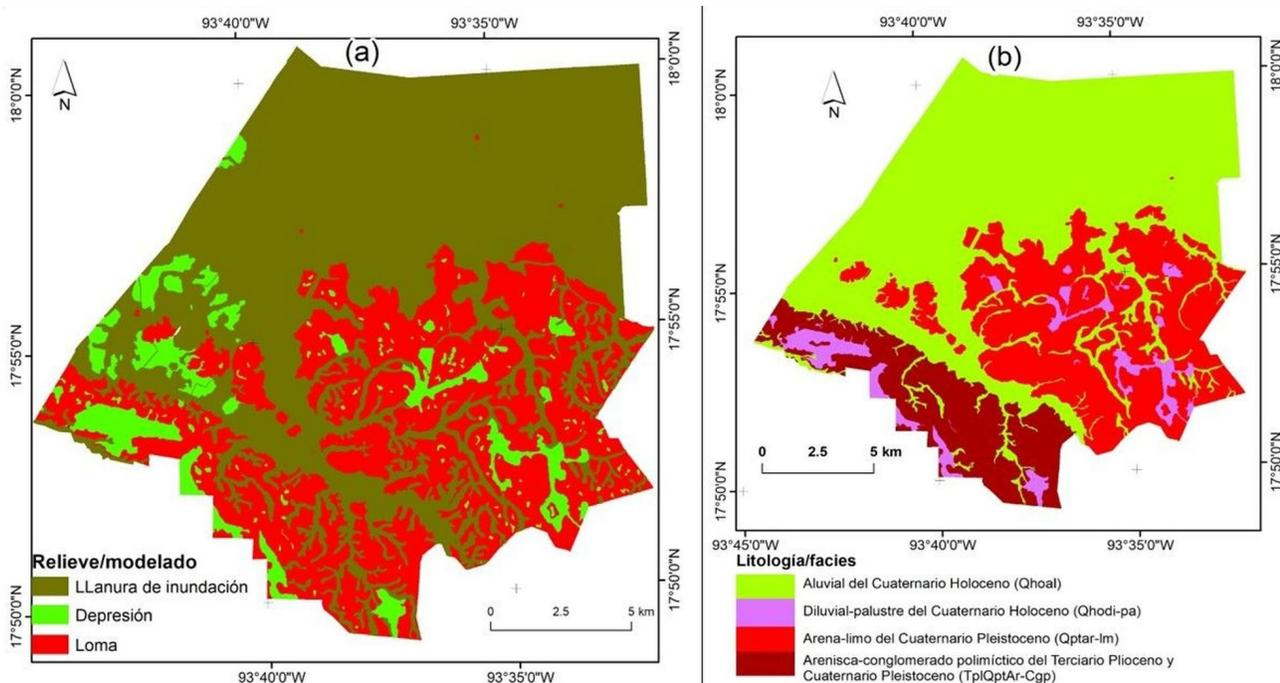 93°40'0"W 93°35'0"W
(a)
N
18°0'0"N
18°0'0"N
17°55'0"N
17°55'0"N
17°50'0"N
17°50'0"N
Relieve/modelado
LLanura de inundación
Depresión
Loma
0 2.5 5 km
93°40'0"W 93°35'0"W
93°40'0"W 93°35'0"W
(b)
N
18°0'0"N
18°0'0"N
17°55'0"N
17°55'0"N
17°50'0"N
17°50'0"N
0 2.5 5 km
93°45'0"W 93°40'0"W 93°35'0"W
Litología/facies
Aluvial del Cuaternario Holoceno (Qhoal)
Diluvial-palustre del Cuaternario Holoceno (Qhodi-pa)
Arena-limo del Cuaternario Pleistoceno (Qptar-lm)
Arenisca-conglomerado polimíctico del Terciario Plioceno y
Cuaternario Pleistoceno (TplQptAr-Cgp)